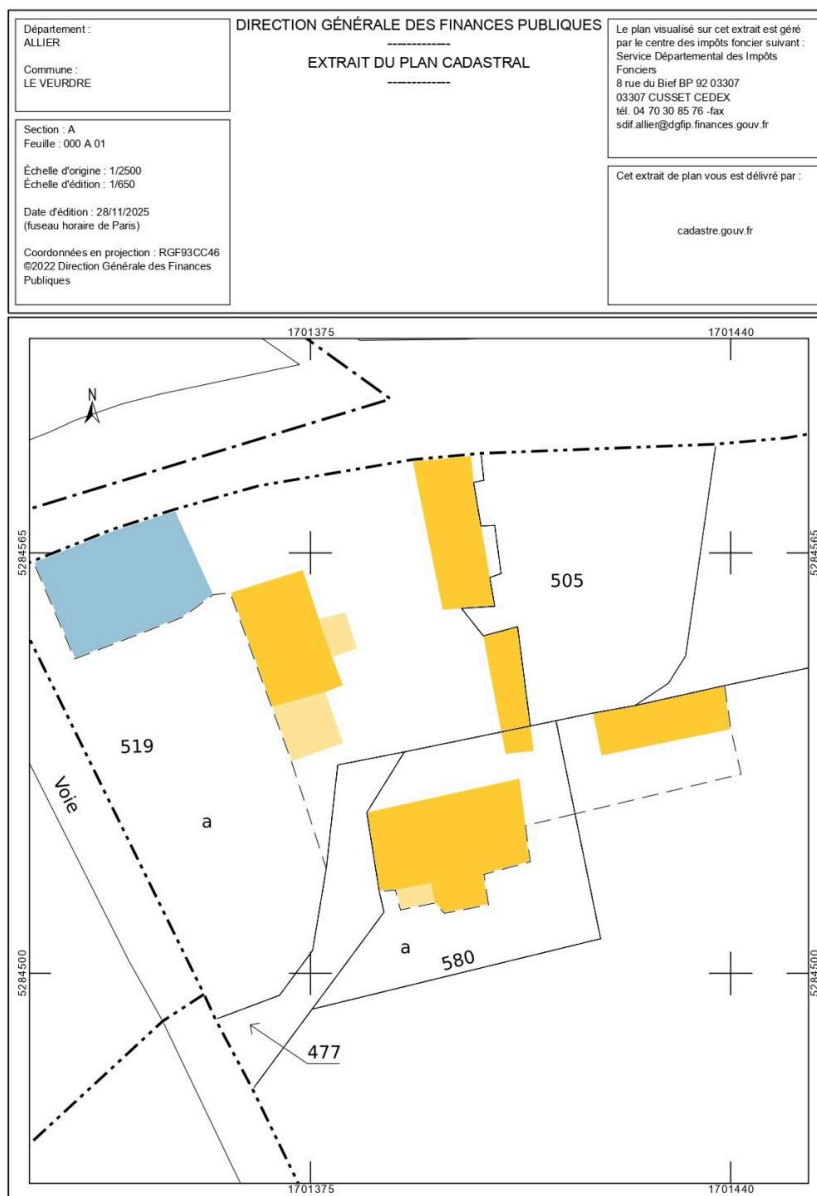 Département :
ALLIER
Commune :
LE VEURDRE
Section : A
Feuille : 000 A 01
Échelle d'origine : 1/2500
Échelle d'édition : 1/650
Date d'édition : 28/11/2025
(fuseau horaire de Paris)
Coordonnées en projection : RGF93CC46
©2022 Direction Générale des Finances
Publiques
DIRECTION GÉNÉRALE DES FINANCES PUBLIQUES
-------------
EXTRAIT DU PLAN CADASTRAL
-------------
Le plan visualisé sur cet extrait est géré
par le centre des impôts foncier suivant :
Service Départemental des Impôts
Fonciers
8 rue du Bief BP 92 03307
03307 CUSSET CEDEX
tél. 04 70 30 85 76 -fax
sdif.allier@dgfip.finances.gouv.fr
Cet extrait de plan vous est délivré par :
cadastre.gouv.fr
1701375
1701440
N
5284565
5284565
505
519
Voie
a
a
580
5284500
5284500
477
1701375
1701440